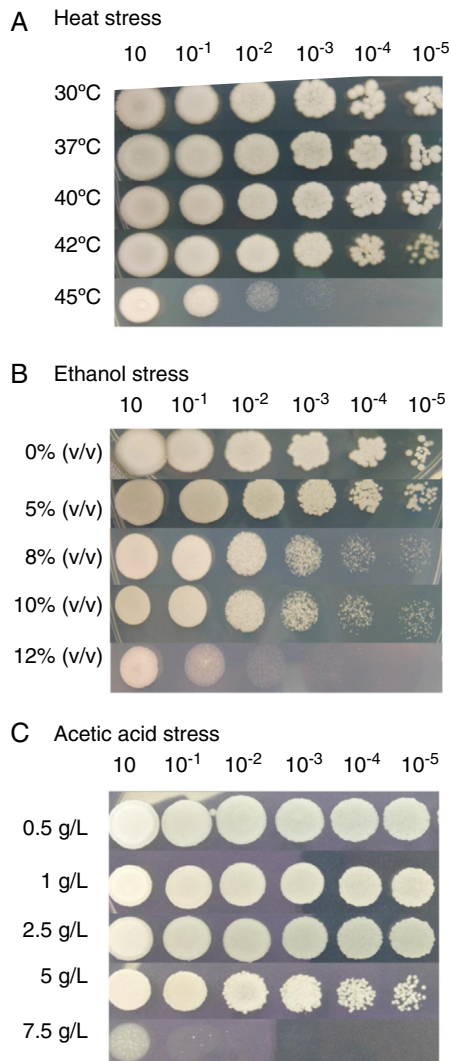 A Heat stress
10 10⁻¹ 10⁻² 10⁻³ 10⁻⁴ 10⁻⁵
30ºC
37ºC
40ºC
42ºC
45ºC
B Ethanol stress
10 10⁻¹ 10⁻² 10⁻³ 10⁻⁴ 10⁻⁵
0% (v/v)
5% (v/v)
8% (v/v)
10% (v/v)
12% (v/v)
C Acetic acid stress
10 10⁻¹ 10⁻² 10⁻³ 10⁻⁴ 10⁻⁵
0.5 g/L
1 g/L
2.5 g/L
5 g/L
7.5 g/L